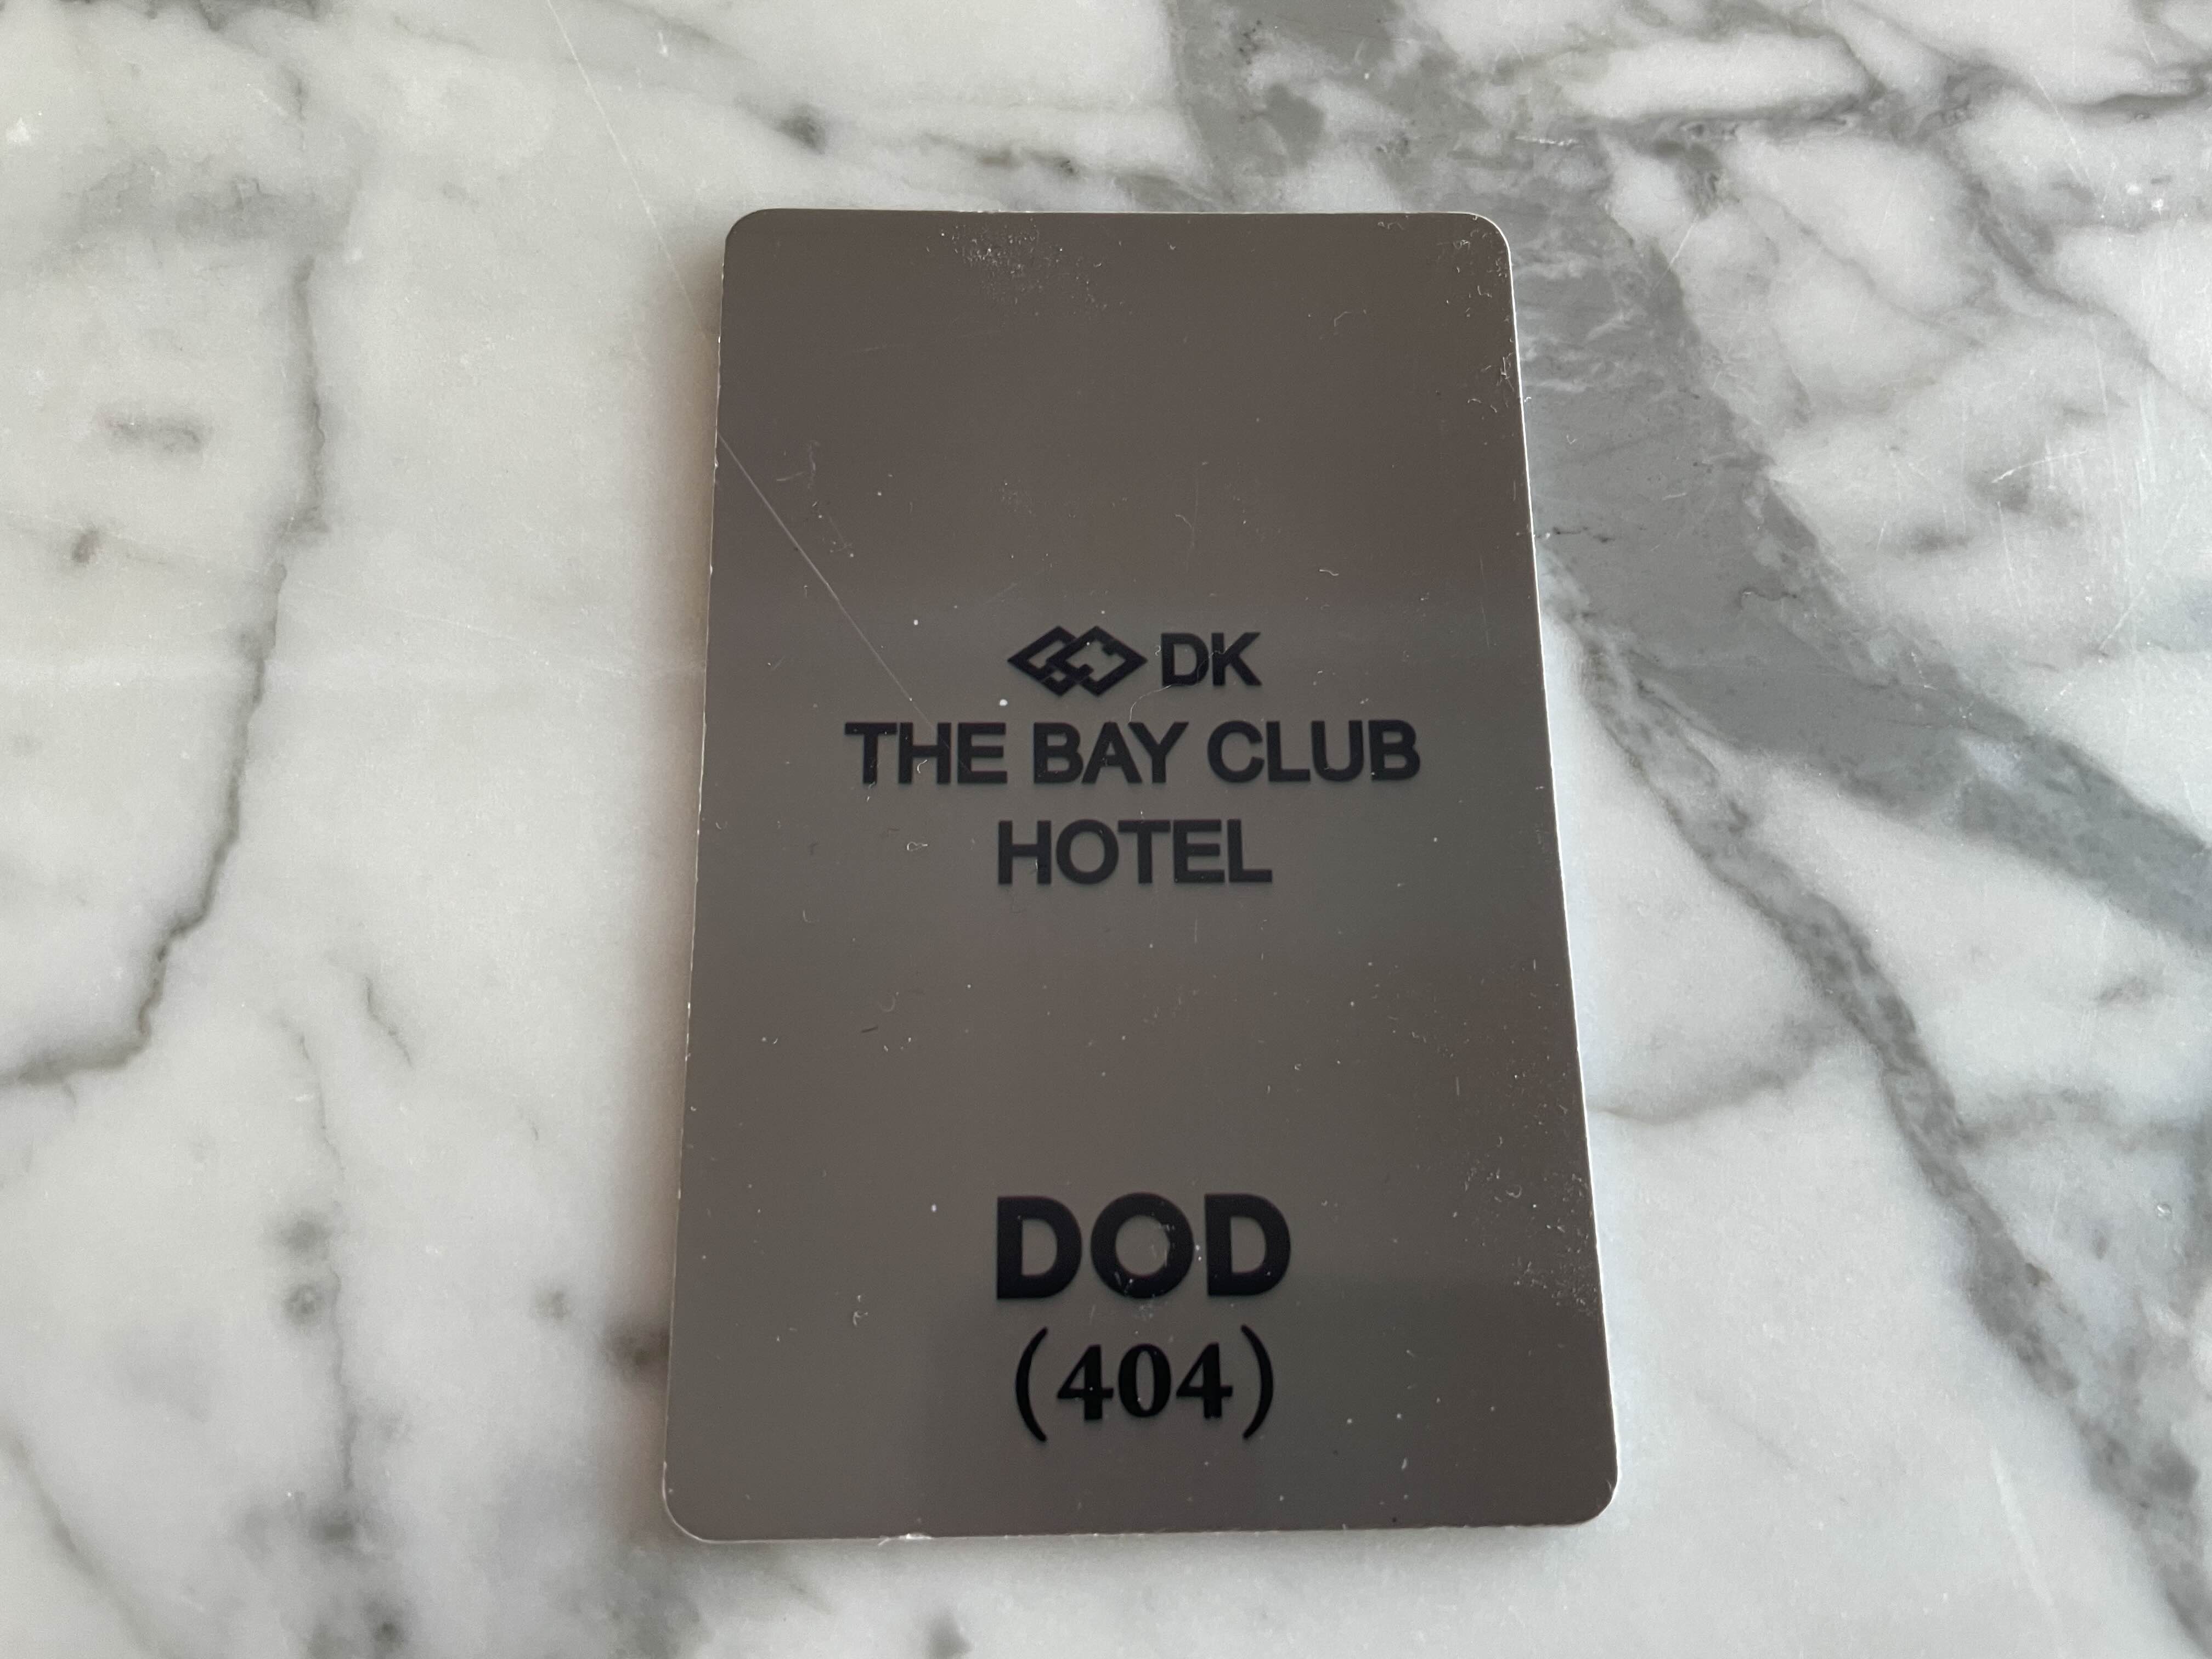 DK
THE BAY CLUB
HOTEL
DOD
(404)